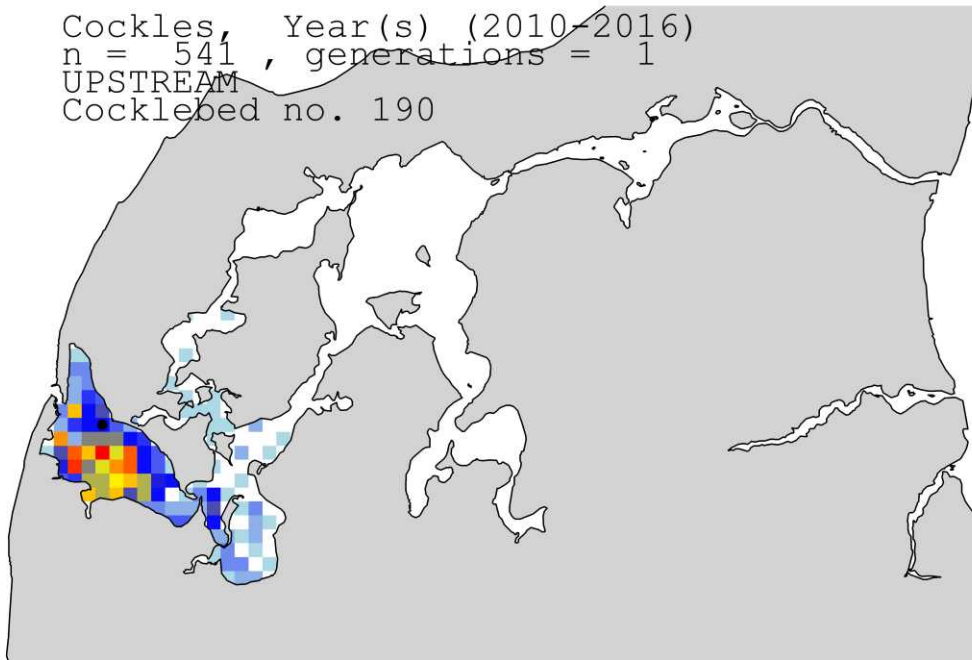 Cockles, Year(s) (2010-2016)
n = 541 , generations = 1
UPSTREAM
Cocklebed no. 190